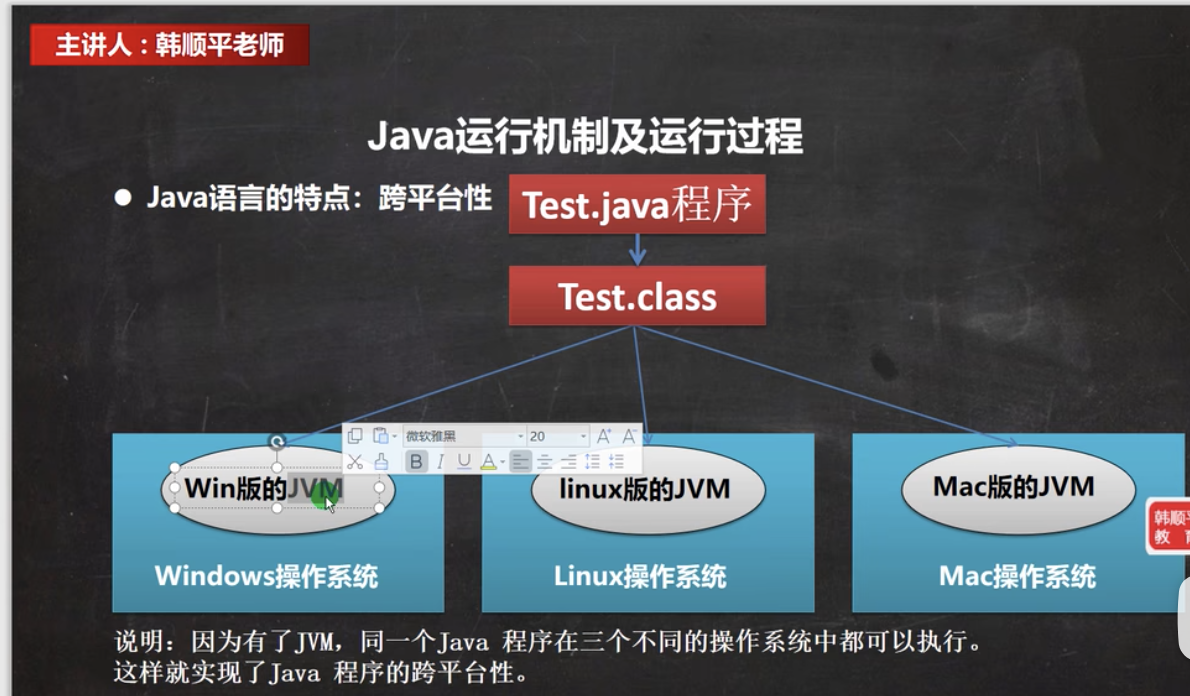 主讲人：韩顺平老师
Java运行机制及运行过程
● Java语言的特点：跨平台性
Test.java程序
Test.class
微软雅黑 20 A+ A-
B I U A
Win版的JVM
linux版的JVM
Mac版的JVM
韩顺平
教 育
Windows操作系统
Linux操作系统
Mac操作系统
说明：因为有了JVM，同一个Java 程序在三个不同的操作系统中都可以执行。
这样就实现了Java 程序的跨平台性。